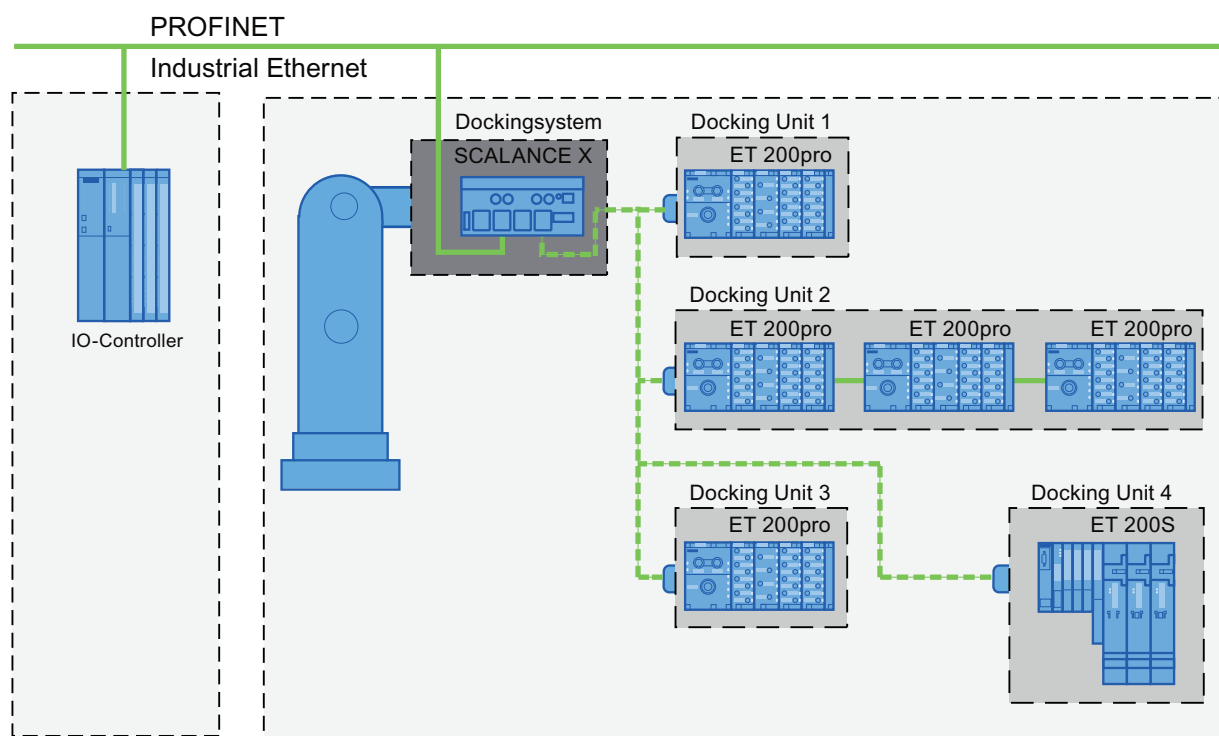 PROFINET
Industrial Ethernet
Dockingsystem
SCALANCE X
Docking Unit 1
ET 200pro
IO-Controller
Docking Unit 2
ET 200pro
ET 200pro
ET 200pro
Docking Unit 3
ET 200pro
Docking Unit 4
ET 200S